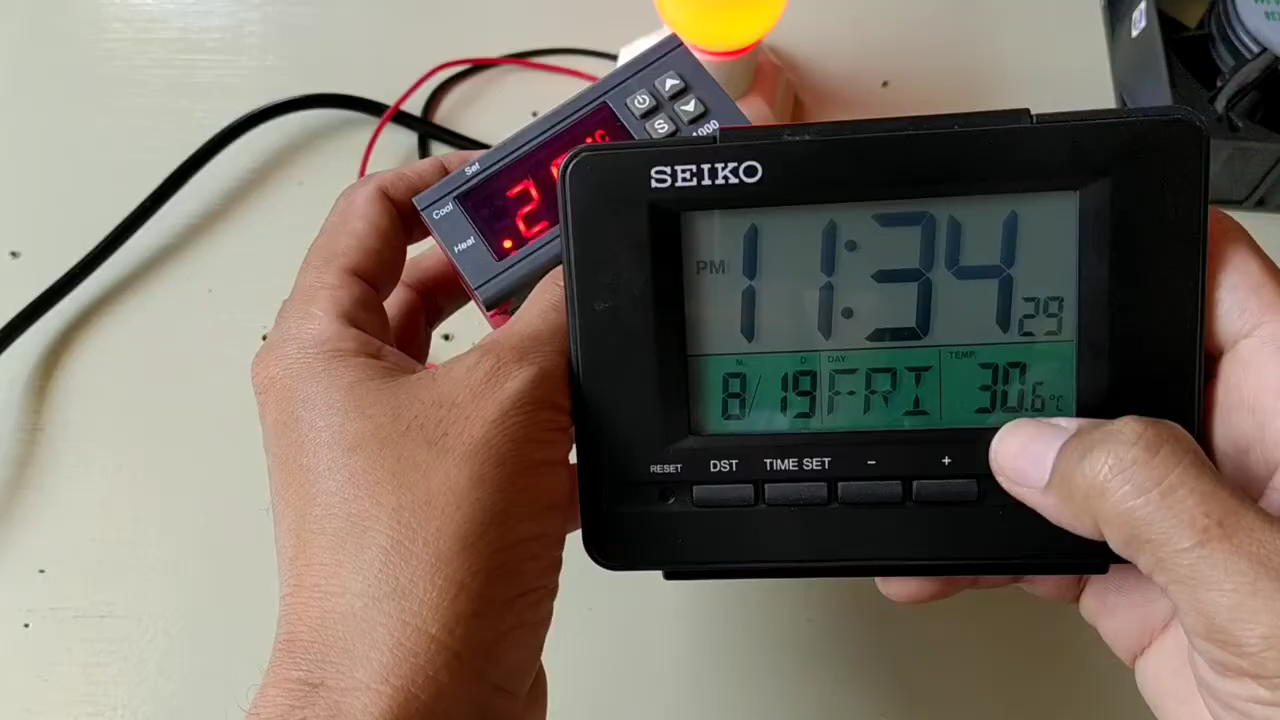 Set
Cool
Heat
S
SEIKO
PM 11:34 29
M. D. DAY TEMP.
8/19 FRI 30.6°C
RESET DST TIME SET - +